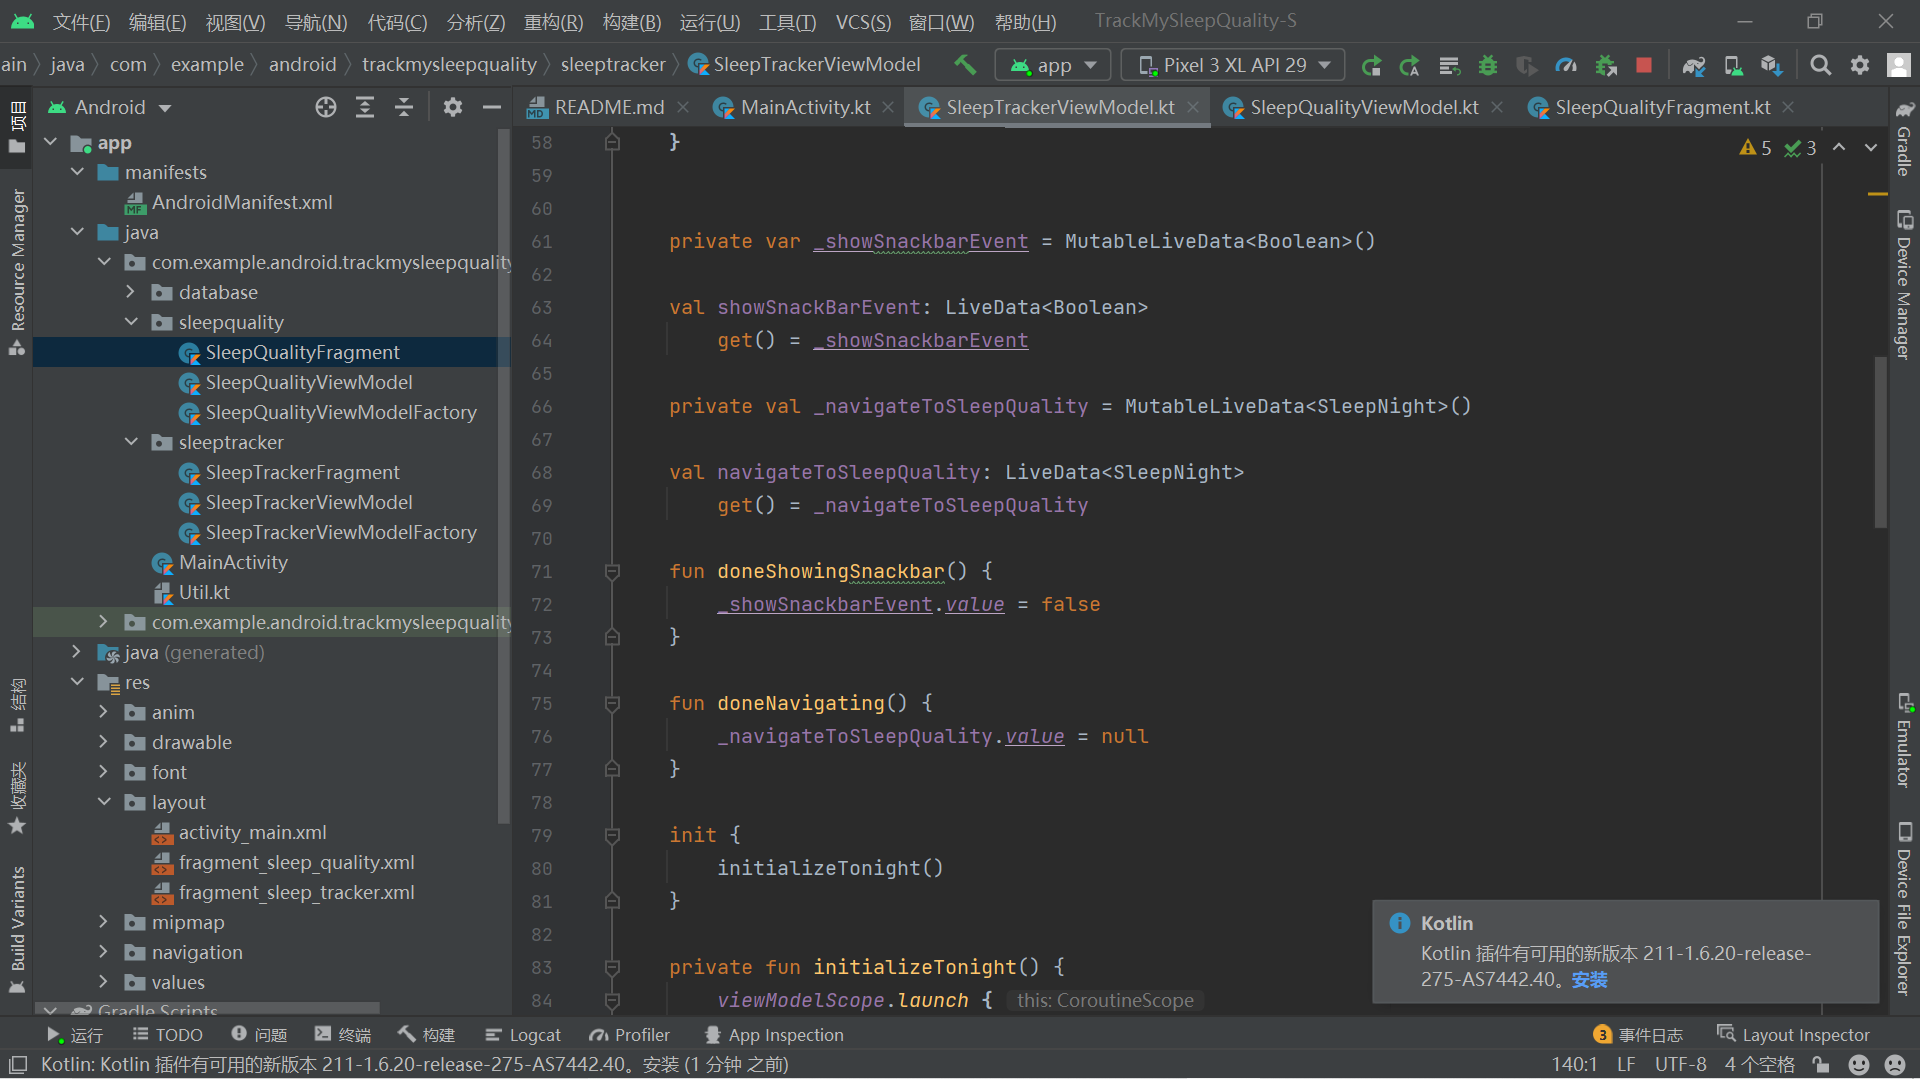 文件(F) 编辑(E) 视图(V) 导航(N) 代码(C) 分析(Z) 重构(R) 构建(B) 运行(U) 工具(T) VCS(S) 窗口(W) 帮助(H) TrackMySleepQuality-S
ain java com example android trackmysleepquality sleeptracker SleepTrackerViewModel app Pixel 3 XL API 29
Android
README.md MainActivity.kt SleepTrackerViewModel.kt SleepQualityViewModel.kt SleepQualityFragment.kt
项目
Resource Manager
结构
收藏夹
Build Variants
app
manifests
AndroidManifest.xml
java
com.example.android.trackmysleepquality
database
sleepquality
SleepQualityFragment
SleepQualityViewModel
SleepQualityViewModelFactory
sleeptracker
SleepTrackerFragment
SleepTrackerViewModel
SleepTrackerViewModelFactory
MainActivity
Util.kt
com.example.android.trackmysleepquality
java (generated)
res
anim
drawable
font
layout
activity_main.xml
fragment_sleep_quality.xml
fragment_sleep_tracker.xml
mipmap
navigation
values
Gradle Scripts
5 3
58 }
59
60
61 private var _showSnackbarEvent = MutableLiveData<Boolean>()
62
63 val showSnackBarEvent: LiveData<Boolean>
64 get() = _showSnackbarEvent
65
66 private val _navigateToSleepQuality = MutableLiveData<SleepNight>()
67
68 val navigateToSleepQuality: LiveData<SleepNight>
69 get() = _navigateToSleepQuality
70
71 fun doneShowingSnackbar() {
72 _showSnackbarEvent.value = false
73 }
74
75 fun doneNavigating() {
76 _navigateToSleepQuality.value = null
77 }
78
79 init {
80 initializeTonight()
81 }
82
83 private fun initializeTonight() {
84 viewModelScope.launch { this: CoroutineScope
Gradle
Device Manager
Emulator
Device File Explorer
Kotlin
Kotlin 插件有可用的新版本 211-1.6.20-release-
275-AS7442.40。安装
运行 TODO 问题 终端 构建 Logcat Profiler App Inspection 3 事件日志 Layout Inspector
Kotlin: Kotlin 插件有可用的新版本 211-1.6.20-release-275-AS7442.40。安装 (1 分钟 之前) 140:1 LF UTF-8 4 个空格